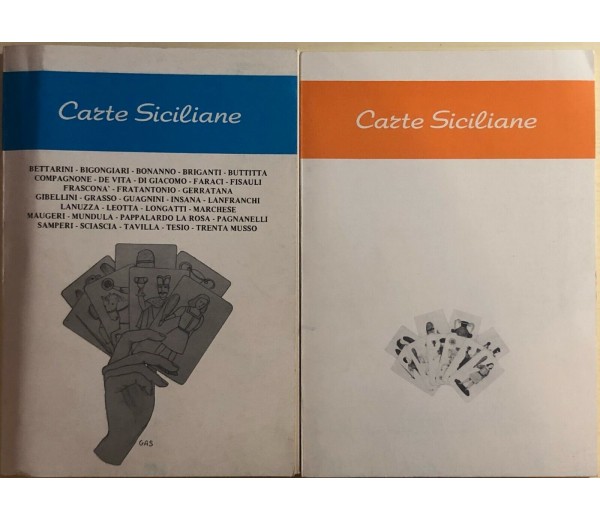 Carte Siciliane
BETTARINI - BIGONGIARI - BONANNO - BRIGANTI - BUTTITTA
COMPAGNONE - DE VITA - DI GIACOMO - FARACI - FISAULI
FRASCONA' - FRATANTONIO - GERRATANA
GIBELLINI - GRASSO - GUAGNINI - INSANA - LANFRANCHI
LANUZZA - LEOTTA - LONGATTI - MARCHESE
MAUGERI - MUNDULA - PAPPALARDO LA ROSA - PAGNANELLI
SAMPERI - SCIASCIA - TAVILLA - TESIO - TRENTA MUSSO
GAS
Carte Siciliane